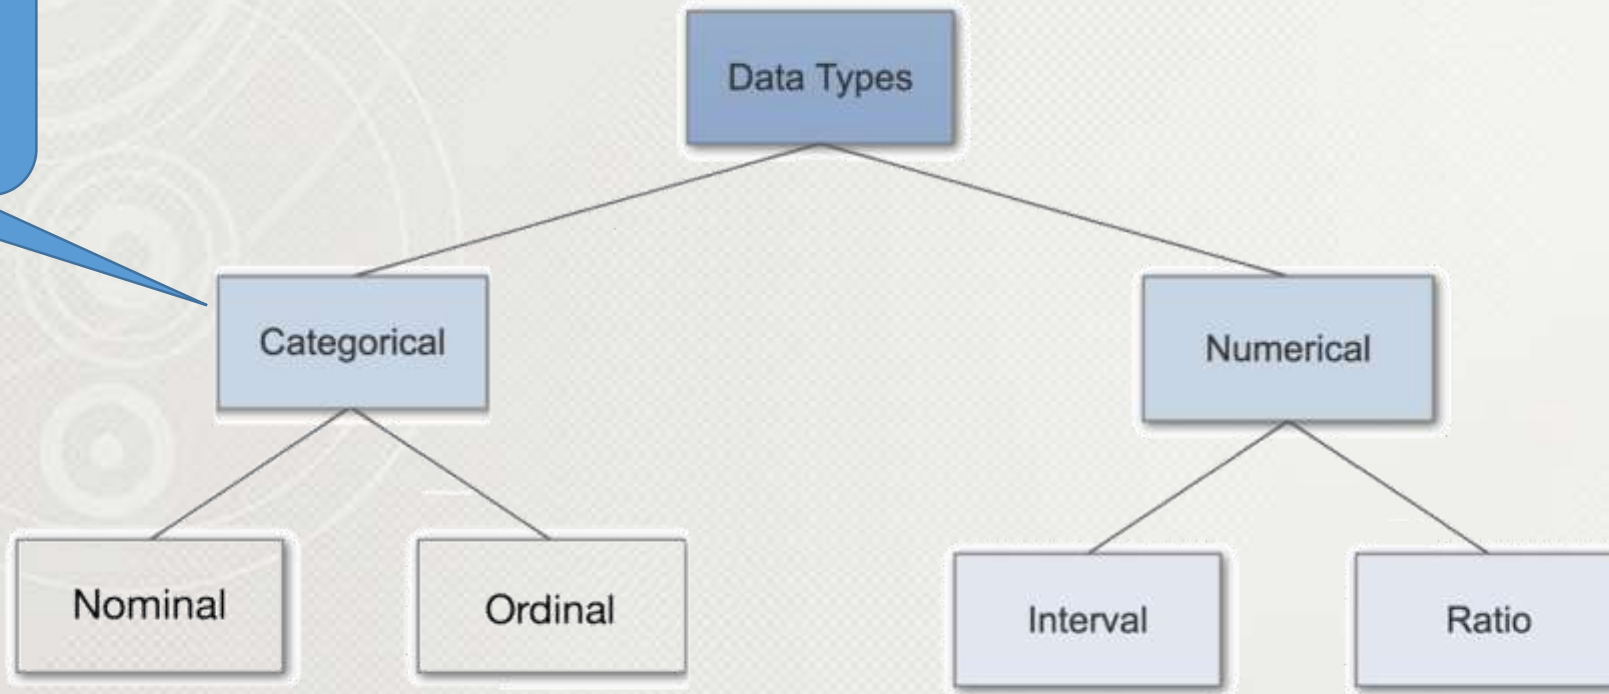 Data Types
Categorical
Numerical
Nominal
Ordinal
Interval
Ratio